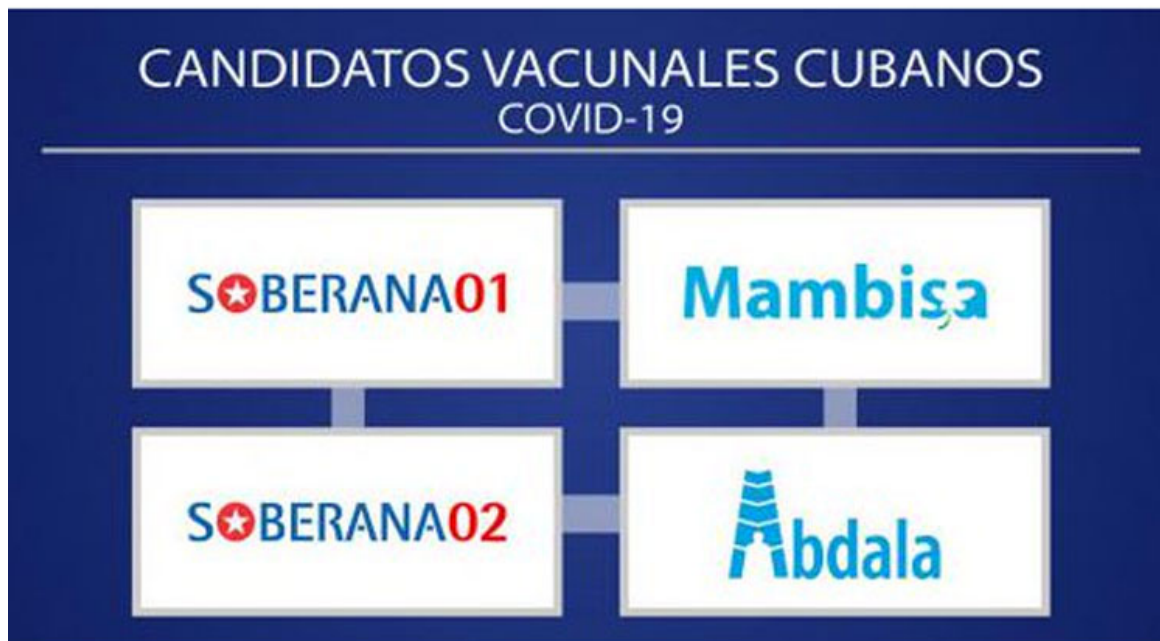 CANDIDATOS VACUNALES CUBANOS
COVID-19
SOBERANA01
Mambisa
SOBERANA02
Abdala